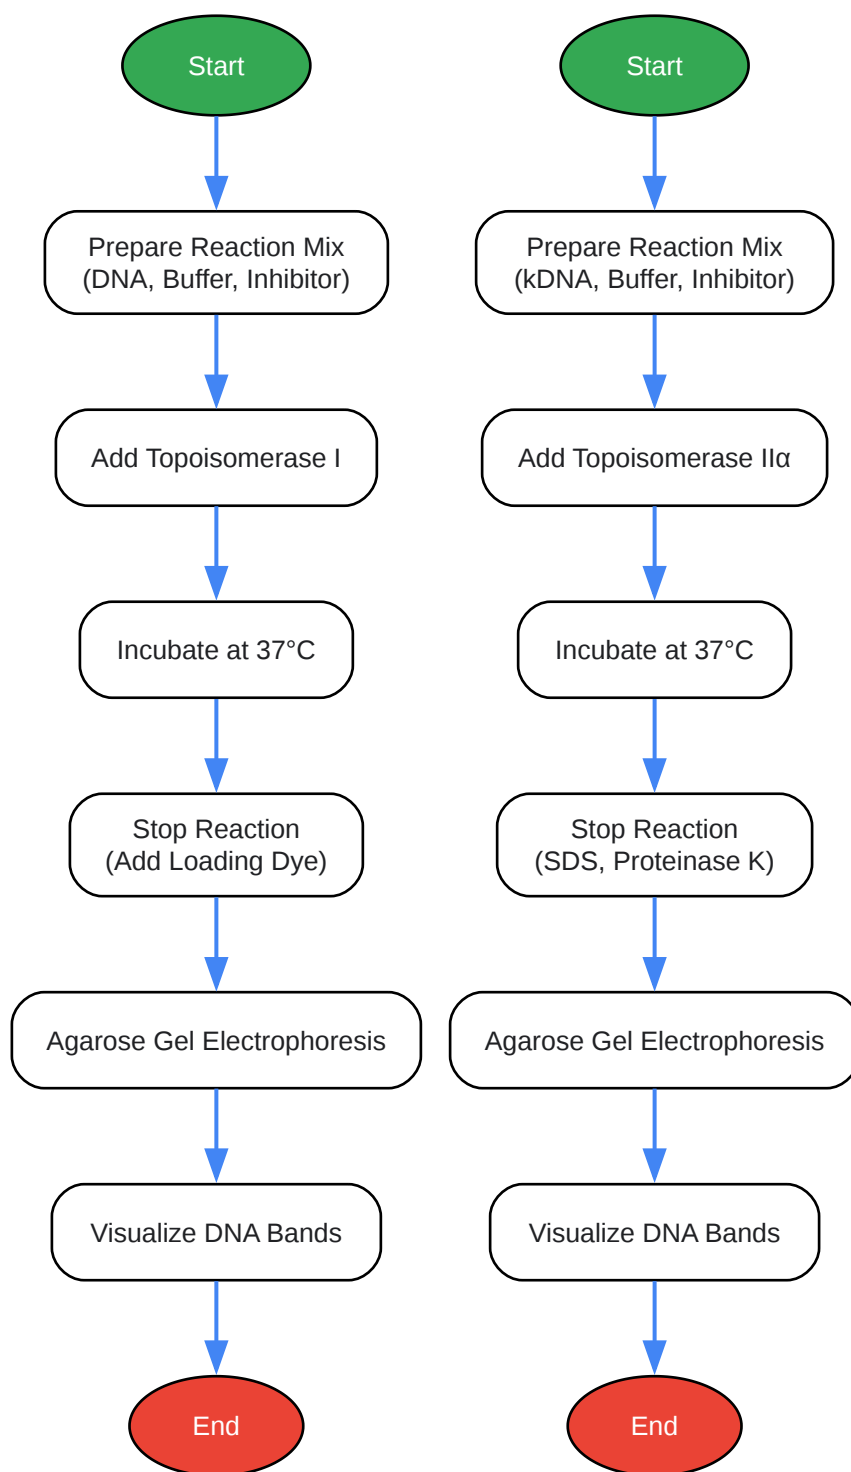 Start
Prepare Reaction Mix
(DNA, Buffer, Inhibitor)
Add Topoisomerase I
Incubate at 37°C
Stop Reaction
(Add Loading Dye)
Agarose Gel Electrophoresis
Visualize DNA Bands
End
Start
Prepare Reaction Mix
(kDNA, Buffer, Inhibitor)
Add Topoisomerase IIα
Incubate at 37°C
Stop Reaction
(SDS, Proteinase K)
Agarose Gel Electrophoresis
Visualize DNA Bands
End